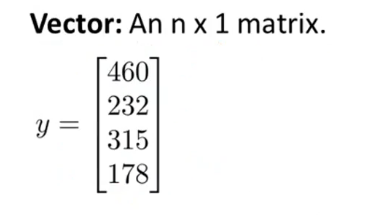 Vector: An n x 1 matrix.
460
232
y =
315
178